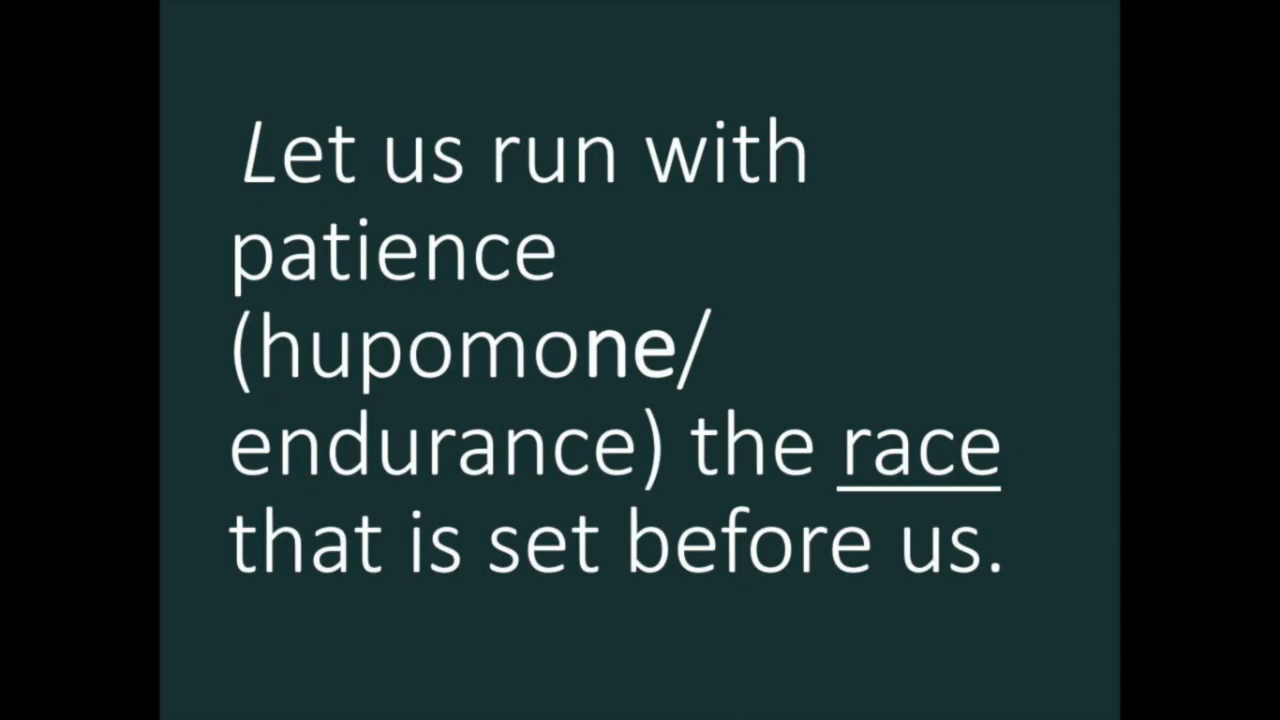 Let us run with
patience
(hupomone/
endurance) the race
that is set before us.